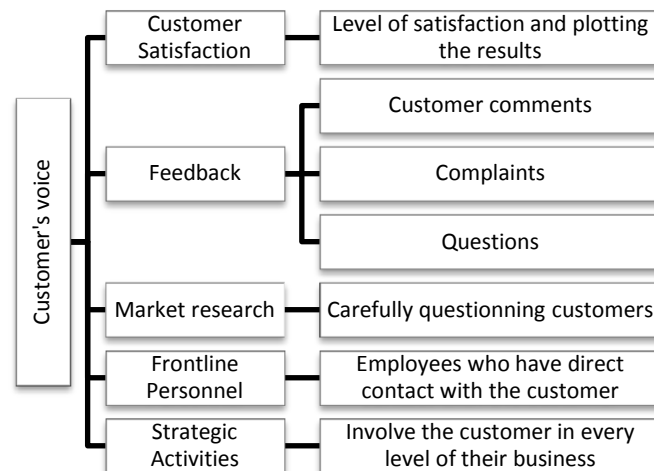 Customer's voice
Customer
Satisfaction
Level of satisfaction and plotting
the results
Feedback
Customer comments
Complaints
Questions
Market research
Carefully questionning customers
Frontline
Personnel
Employees who have direct
contact with the customer
Strategic
Activities
Involve the customer in every
level of their business